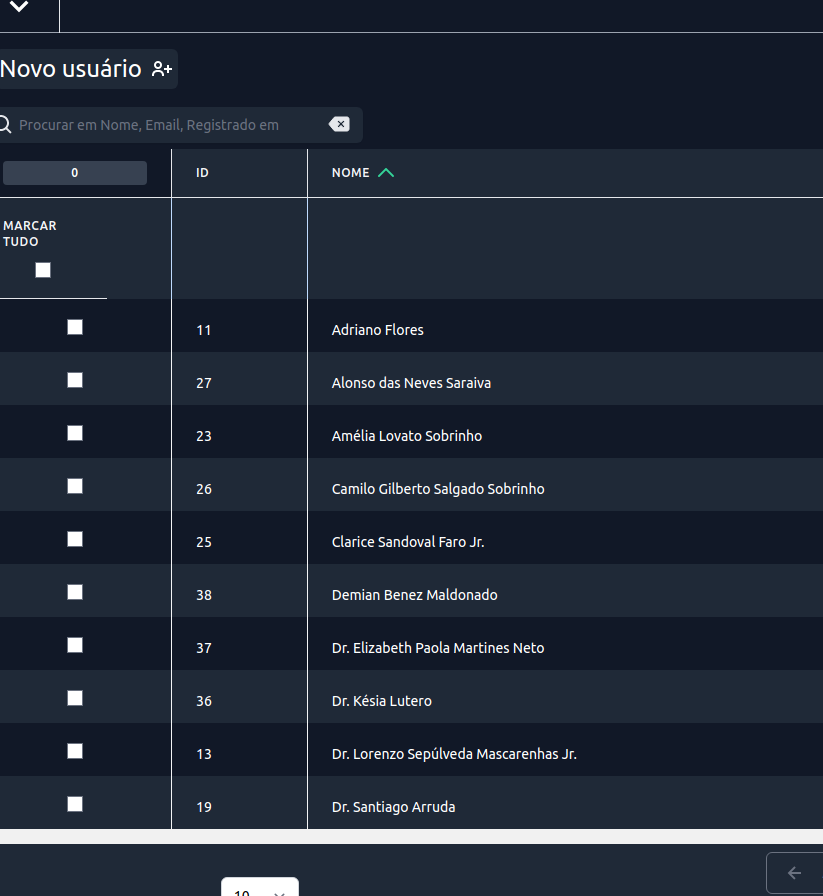 Novo usuário
Procurar em Nome, Email, Registrado em
0 ID NOME
MARCAR
TUDO
11 Adriano Flores
27 Alonso das Neves Saraiva
23 Amélia Lovato Sobrinho
26 Camilo Gilberto Salgado Sobrinho
25 Clarice Sandoval Faro Jr.
38 Demian Benez Maldonado
37 Dr. Elizabeth Paola Martines Neto
36 Dr. Késia Lutero
13 Dr. Lorenzo Sepúlveda Mascarenhas Jr.
19 Dr. Santiago Arruda
10